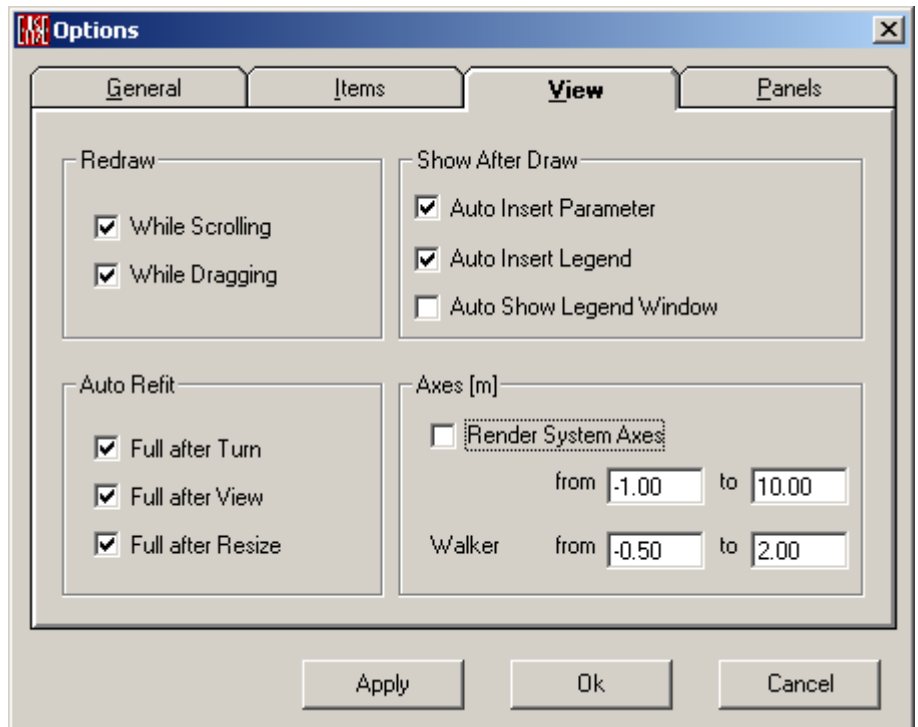 EASE Options
General Items View Panels
Redraw
While Scrolling
While Dragging
Show After Draw
Auto Insert Parameter
Auto Insert Legend
Auto Show Legend Window
Auto Refit
Full after Turn
Full after View
Full after Resize
Axes [m]
Render System Axes
from -1.00 to 10.00
Walker from -0.50 to 2.00
Apply Ok Cancel